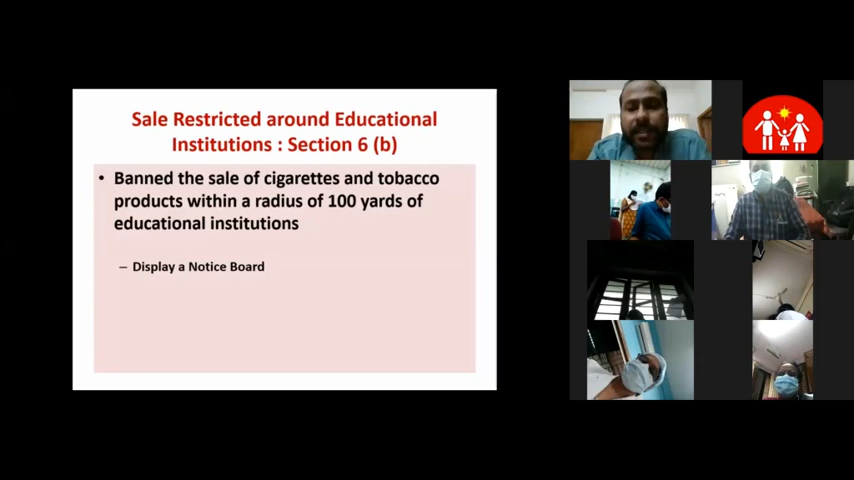 Sale Restricted around Educational
Institutions : Section 6 (b)
• Banned the sale of cigarettes and tobacco
products within a radius of 100 yards of
educational institutions
– Display a Notice Board